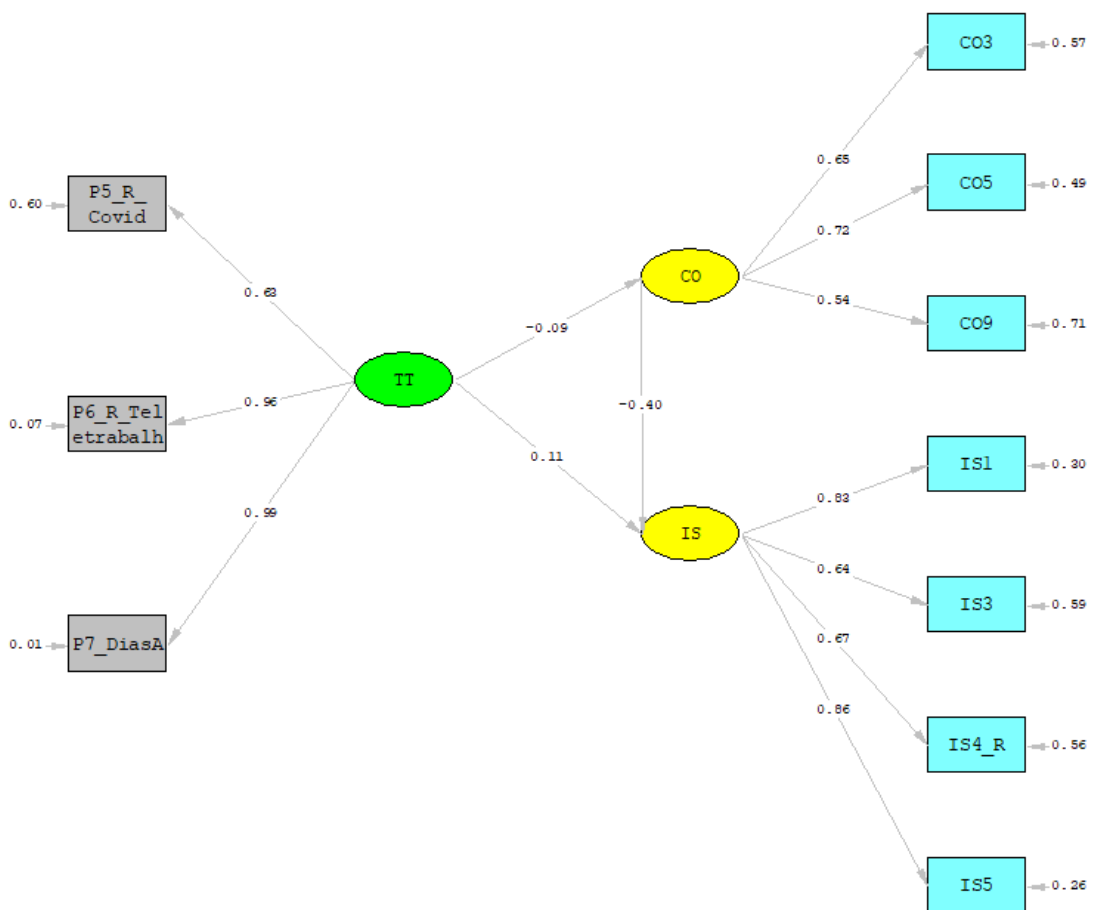 CO3
0.57
0.65
P5_R_
Covid
0.60
CO5
0.49
0.72
CO
0.63
0.54
CO9
0.71
-0.09
TT
P6_R_Tel
etrabalh
0.07
0.96
-0.40
0.11
IS1
0.30
0.83
0.99
IS
0.64
IS3
0.59
0.67
P7_DiasA
0.01
0.86
IS4_R
0.56
IS5
0.26